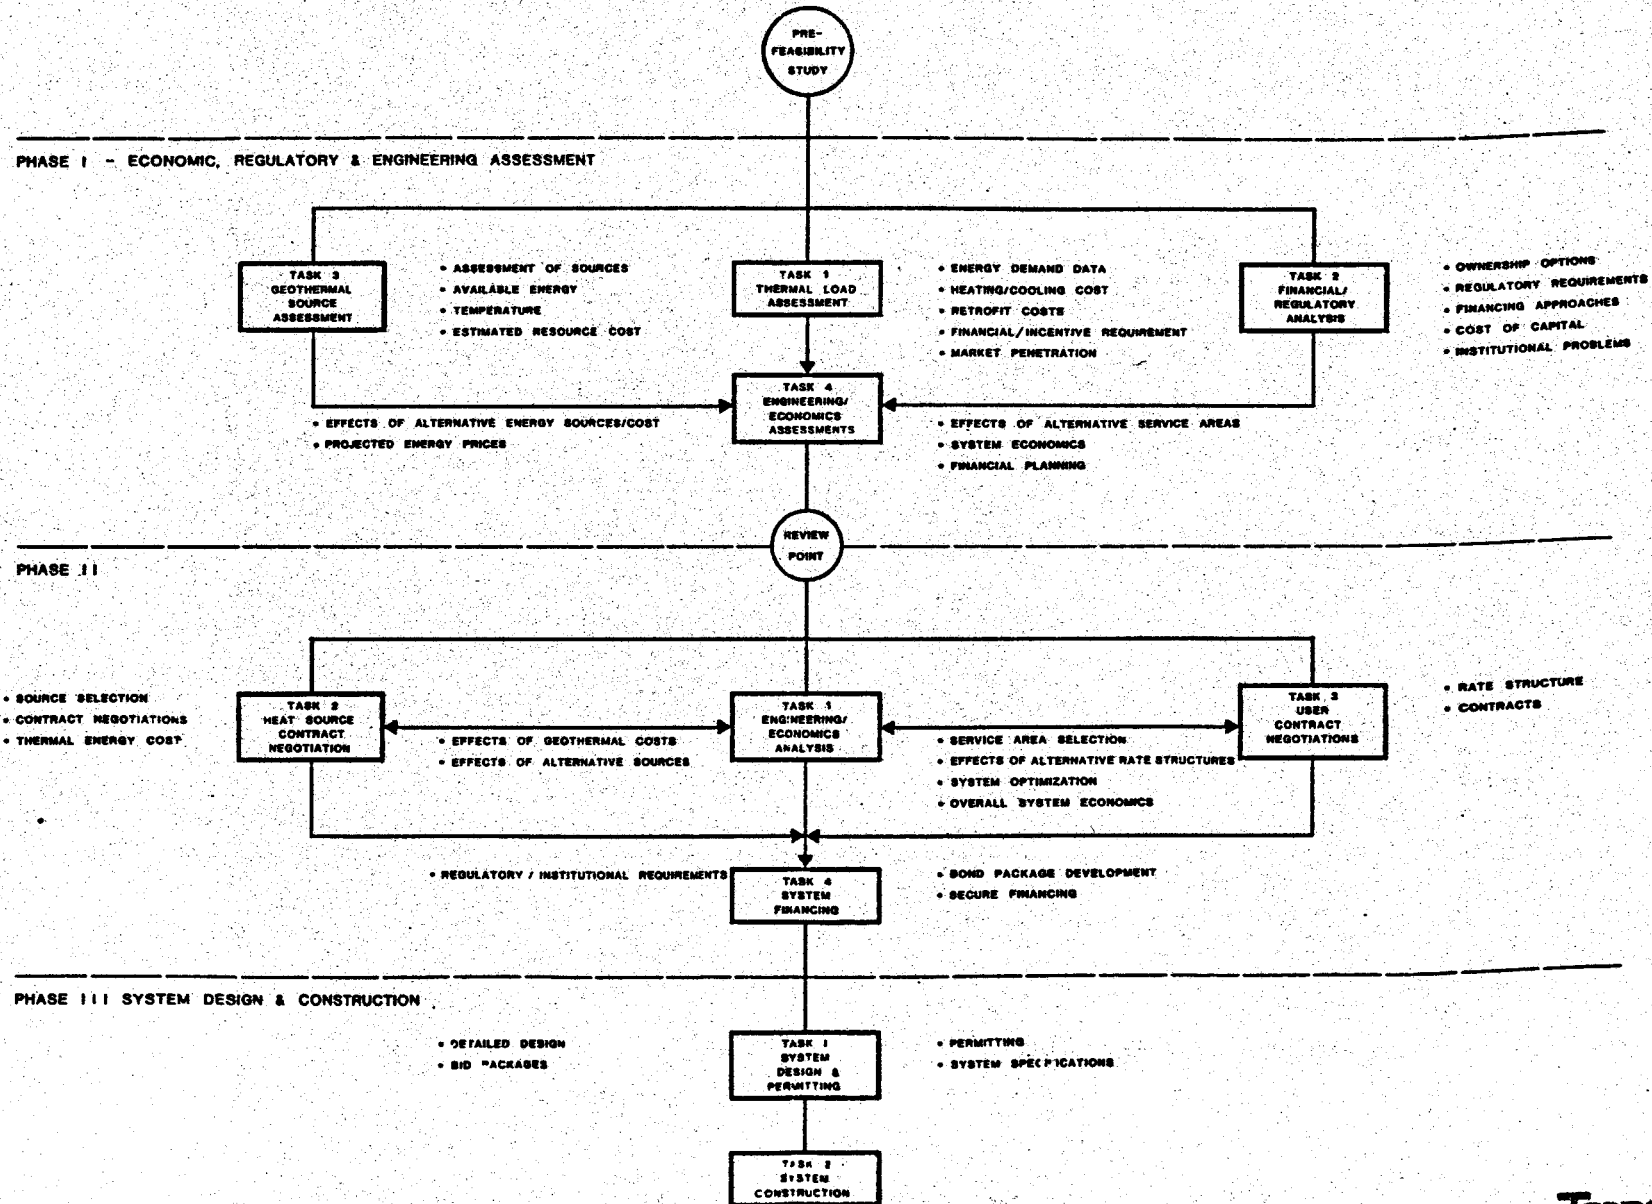 PRE-
FEASIBILITY
STUDY
PHASE I - ECONOMIC, REGULATORY & ENGINEERING ASSESSMENT
TASK 3
GEOTHERMAL
SOURCE
ASSESSMENT
• ASSESSMENT OF SOURCES
• AVAILABLE ENERGY
• TEMPERATURE
• ESTIMATED RESOURCE COST
TASK 1
THERMAL LOAD
ASSESSMENT
• ENERGY DEMAND DATA
• HEATING/COOLING COST
• RETROFIT COSTS
• FINANCIAL/INCENTIVE REQUIREMENT
• MARKET PENETRATION
TASK 2
FINANCIAL/
REGULATORY
ANALYSIS
• OWNERSHIP OPTIONS
• REGULATORY REQUIREMENTS
• FINANCING APPROACHES
• COST OF CAPITAL
• INSTITUTIONAL PROBLEMS
• EFFECTS OF ALTERNATIVE ENERGY SOURCES/COST
• PROJECTED ENERGY PRICES
TASK 4
ENGINEERING/
ECONOMICS
ASSESSMENTS
• EFFECTS OF ALTERNATIVE SERVICE AREAS
• SYSTEM ECONOMICS
• FINANCIAL PLANNING
REVIEW
POINT
PHASE II
• SOURCE SELECTION
• CONTRACT NEGOTIATIONS
• THERMAL ENERGY COST
TASK 2
HEAT SOURCE
CONTRACT
NEGOTIATION
• EFFECTS OF GEOTHERMAL COSTS
• EFFECTS OF ALTERNATIVE SOURCES
TASK 1
ENGINEERING/
ECONOMICS
ANALYSIS
• SERVICE AREA SELECTION
• EFFECTS OF ALTERNATIVE RATE STRUCTURES
• SYSTEM OPTIMIZATION
• OVERALL SYSTEM ECONOMICS
TASK 3
USER
CONTRACT
NEGOTIATIONS
• RATE STRUCTURE
• CONTRACTS
• REGULATORY / INSTITUTIONAL REQUIREMENTS
TASK 4
SYSTEM
FINANCING
• BOND PACKAGE DEVELOPMENT
• SECURE FINANCING
PHASE III SYSTEM DESIGN & CONSTRUCTION
• DETAILED DESIGN
• BID PACKAGES
TASK 1
SYSTEM
DESIGN &
PERMITTING
• PERMITTING
• SYSTEM SPECIFICATIONS
TASK 2
SYSTEM
CONSTRUCTION